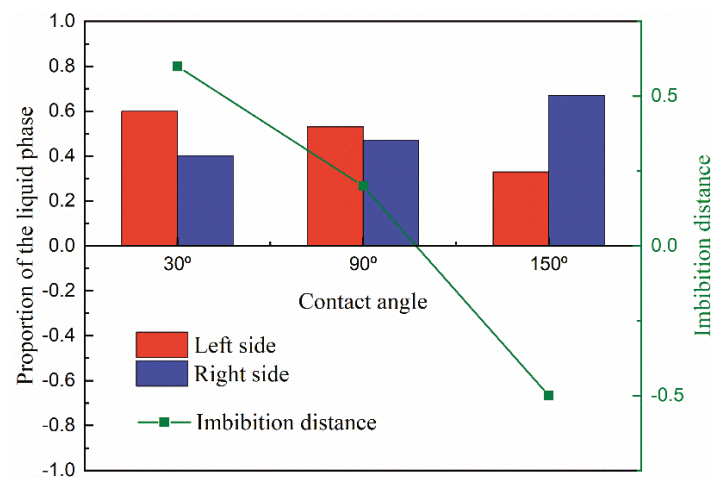 Proportion of the liquid phase
1.0
0.8
0.6
0.4
0.2
0.0
-0.2
-0.4
-0.6
-0.8
-1.0
30º
90º
150º
Contact angle
Left side
Right side
Imbibition distance
0.5
0.0
-0.5
Imbibition distance